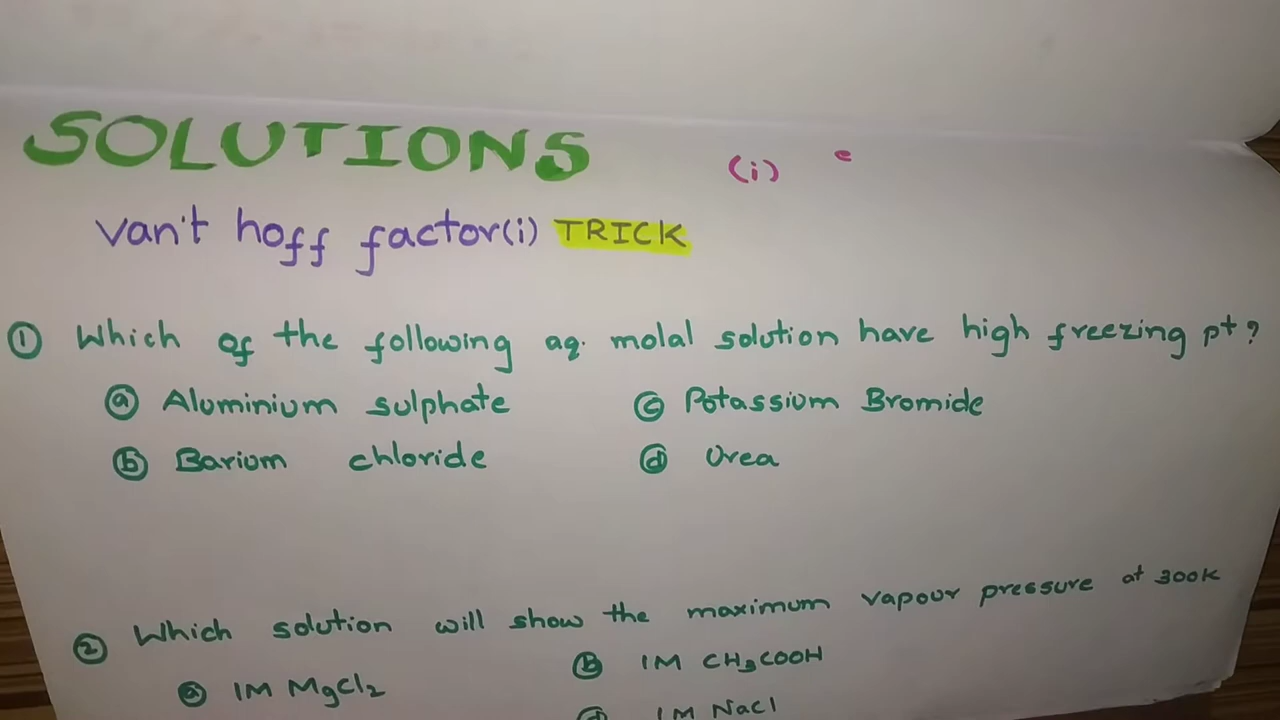 SOLUTIONS
(i) e
Van't hoff factor(i) TRICK
① Which of the following aq. molal solution have high freezing pt?
ⓐ Aluminium sulphate ⓒ Potassium Bromide
ⓑ Barium chloride ⓓ Urea
② Which solution will show the maximum vapour pressure at 300K
ⓐ 1M MgCl2 Ⓑ 1M CH3COOH
ⓓ 1M NaCl